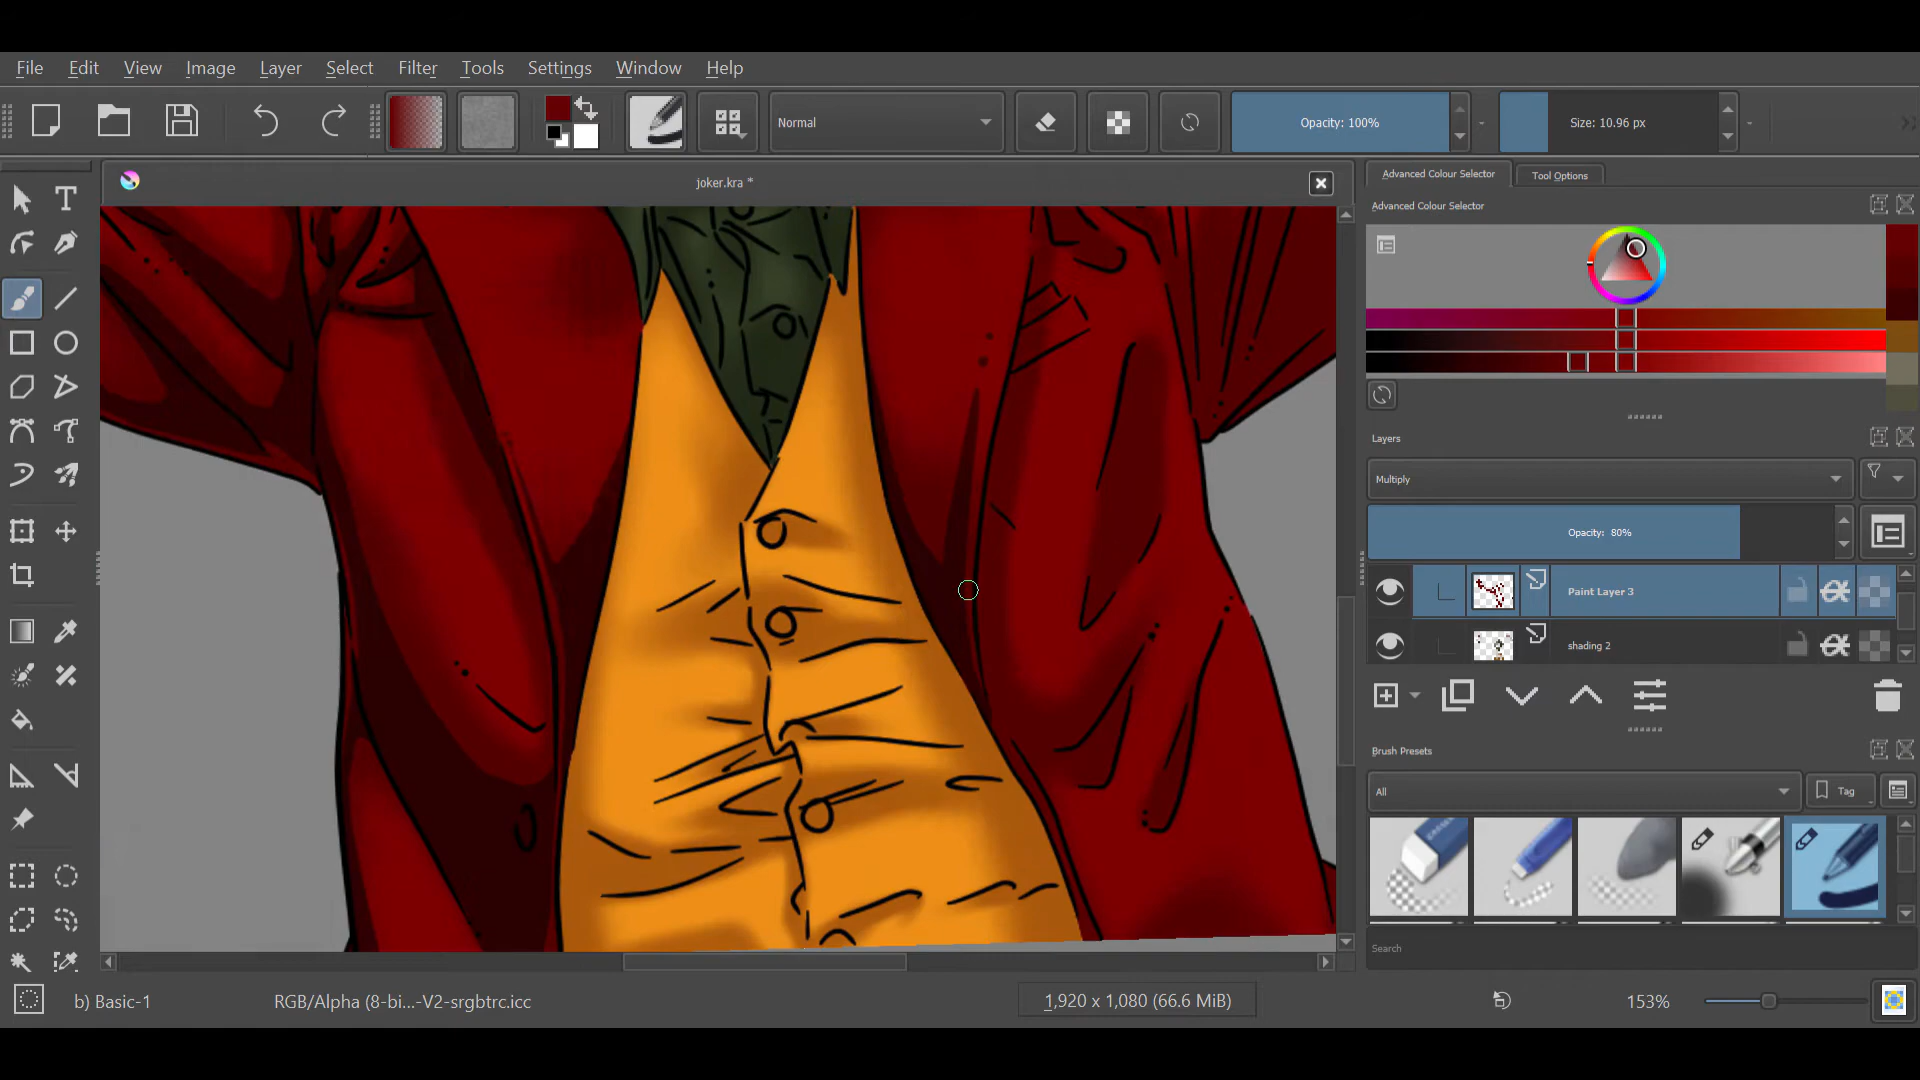 File Edit View Image Layer Select Filter Tools Settings Window Help
Normal
Opacity: 100%
Size: 10.96 px
joker.kra *
Advanced Colour Selector
Tool Options
Advanced Colour Selector
Layers
Multiply
Opacity: 80%
Paint Layer 3
shading 2
Brush Presets
All
Tag
Search
b) Basic-1
RGB/Alpha (8-bi...-V2-srgbtrc.icc
1,920 x 1,080 (66.6 MiB)
153%